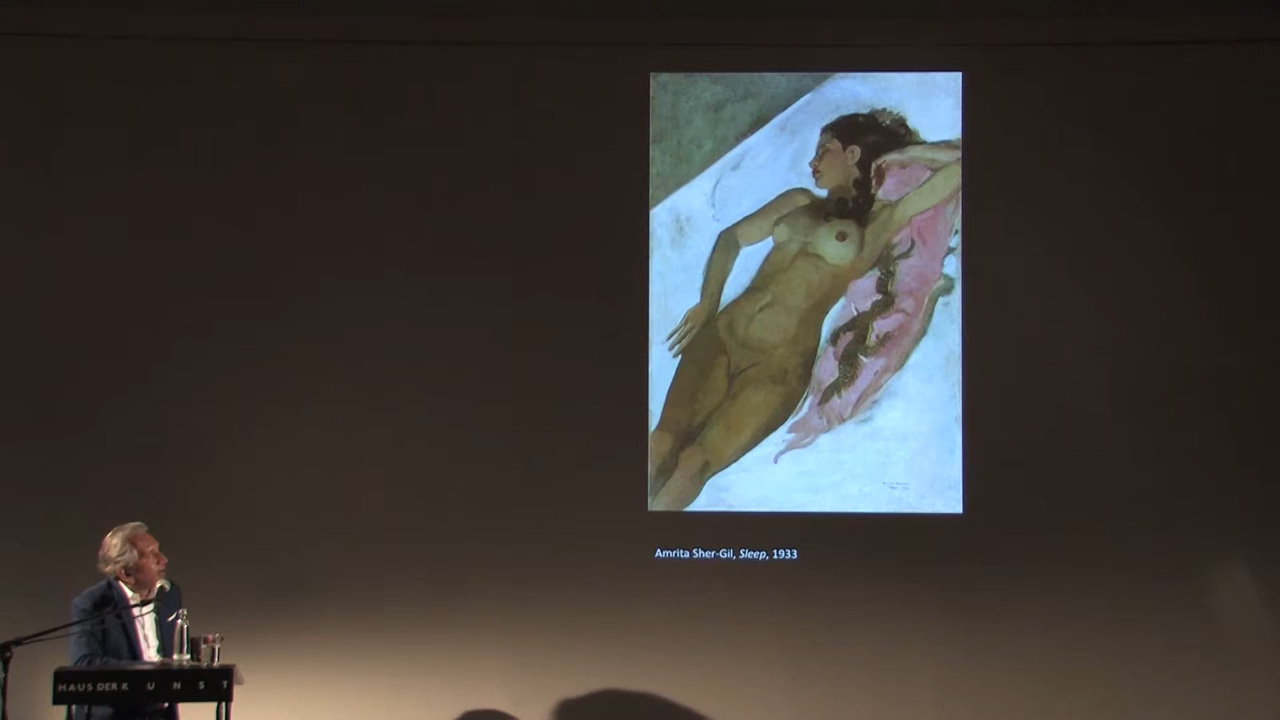 Amrita Sher-Gil, Sleep, 1933
HAUS DER K U N S T